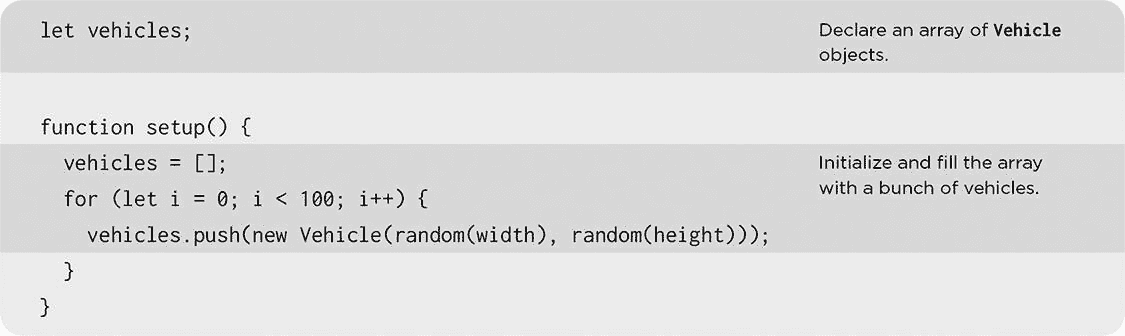 let vehicles;
Declare an array of Vehicle
objects.
function setup() {
vehicles = [];
Initialize and fill the array
for (let i = 0; i < 100; i++) {
with a bunch of vehicles.
vehicles.push(new Vehicle(random(width), random(height)));
}
}